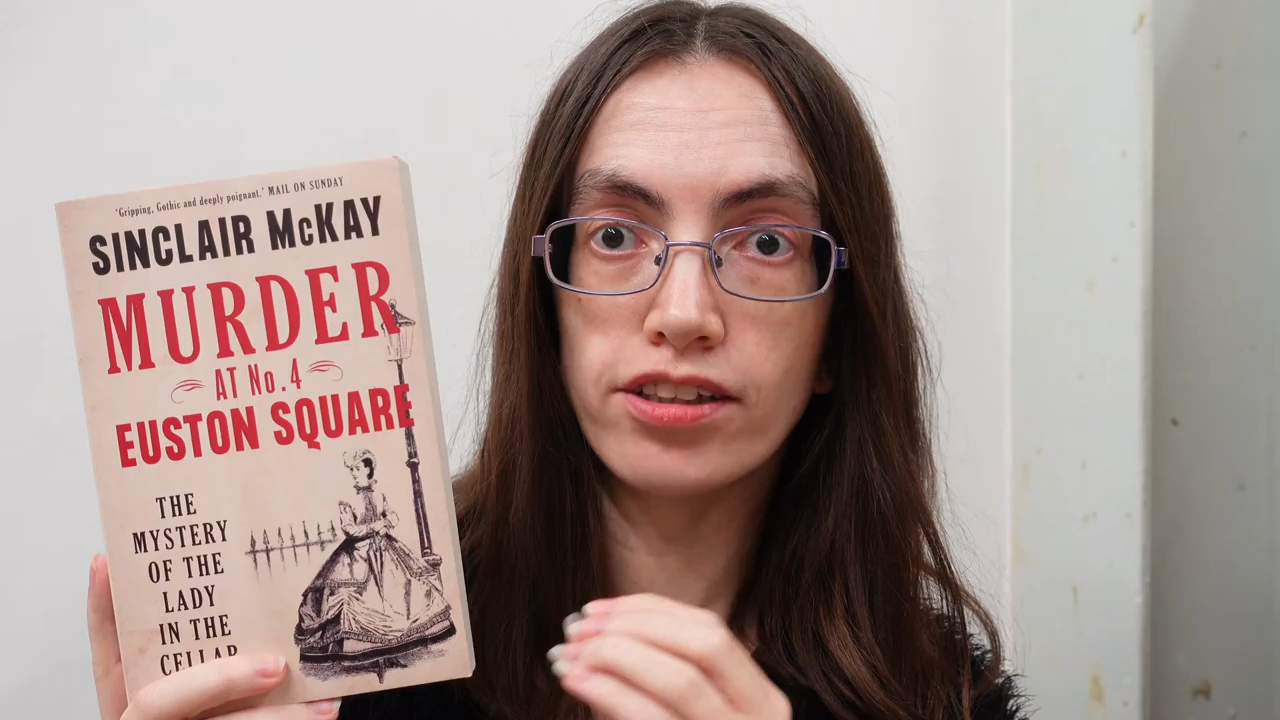 'Gripping, Gothic and deeply poignant.' MAIL ON SUNDAY
SINCLAIR McKAY
MURDER
AT No. 4
EUSTON SQUARE
THE
MYSTERY
OF THE
LADY
IN THE
CELLAR